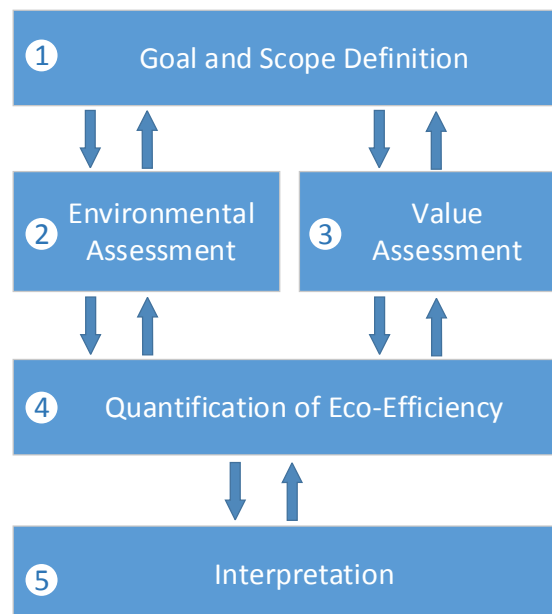 1 Goal and Scope Definition
2 Environmental
Assessment
3 Value
Assessment
4 Quantification of Eco-Efficiency
5 Interpretation